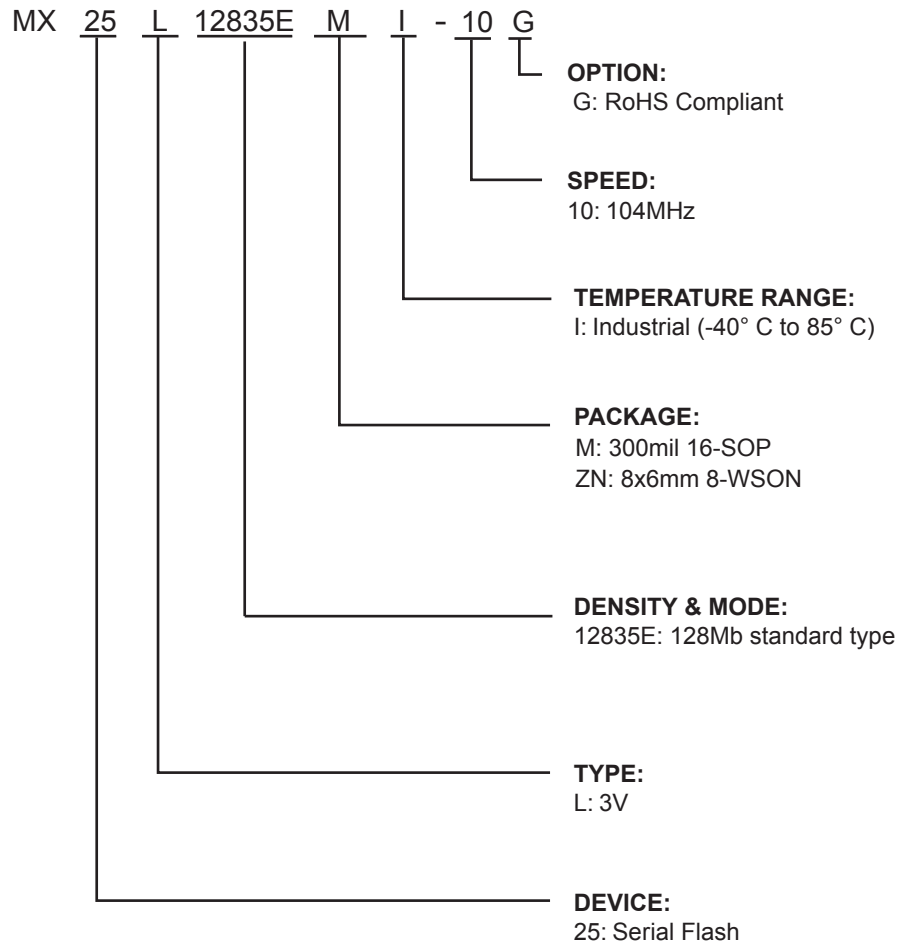 MX 25 L 12835E M I - 10 G
OPTION:
G: RoHS Compliant
SPEED:
10: 104MHz
TEMPERATURE RANGE:
I: Industrial (-40° C to 85° C)
PACKAGE:
M: 300mil 16-SOP
ZN: 8x6mm 8-WSON
DENSITY & MODE:
12835E: 128Mb standard type
TYPE:
L: 3V
DEVICE:
25: Serial Flash